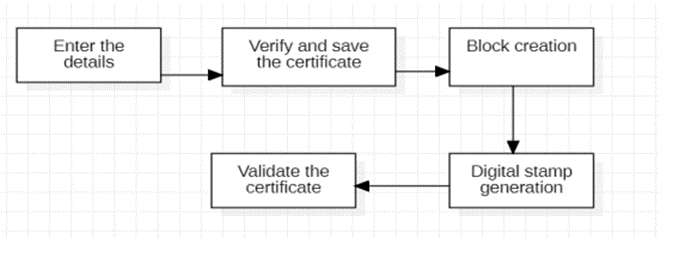 Enter the
details
Verify and save
the certificate
Block creation
Digital stamp
generation
Validate the
certificate